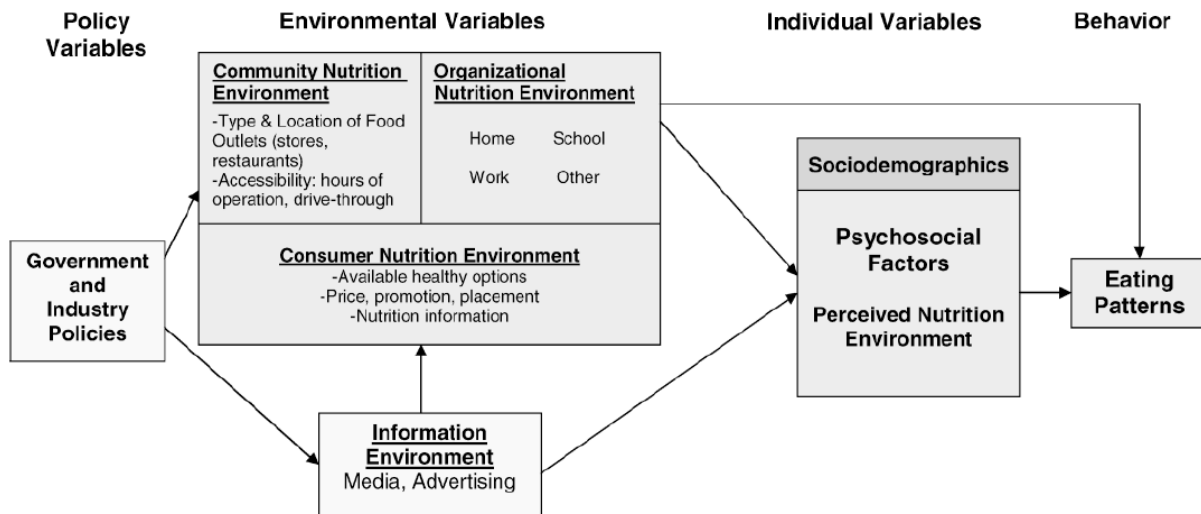 Policy
Variables
Environmental Variables
Individual Variables
Behavior
Community Nutrition
Environment
-Type & Location of Food
Outlets (stores,
restaurants)
-Accessibility: hours of
operation, drive-through
Organizational
Nutrition Environment
Home School
Work Other
Consumer Nutrition Environment
-Available healthy options
-Price, promotion, placement
-Nutrition information
Government
and
Industry
Policies
Information
Environment
Media, Advertising
Sociodemographics
Psychosocial
Factors
Perceived Nutrition
Environment
Eating
Patterns